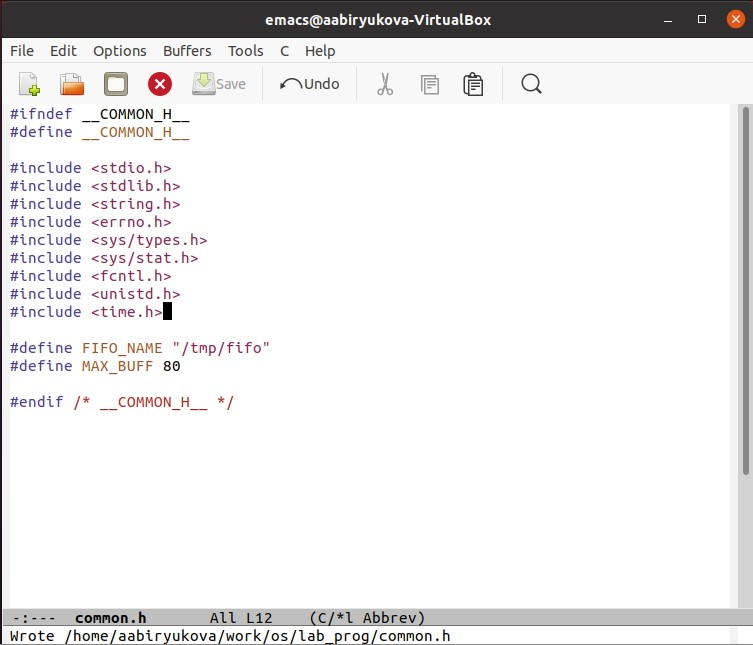 emacs@aabiryukova-VirtualBox
File Edit Options Buffers Tools C Help
Save Undo
#ifndef __COMMON_H__
#define __COMMON_H__
#include <stdio.h>
#include <stdlib.h>
#include <string.h>
#include <errno.h>
#include <sys/types.h>
#include <sys/stat.h>
#include <fcntl.h>
#include <unistd.h>
#include <time.h>
#define FIFO_NAME "/tmp/fifo"
#define MAX_BUFF 80
#endif /* __COMMON_H__ */
-:--- common.h All L12 (C/*l Abbrev)
Wrote /home/aabiryukova/work/os/lab_prog/common.h